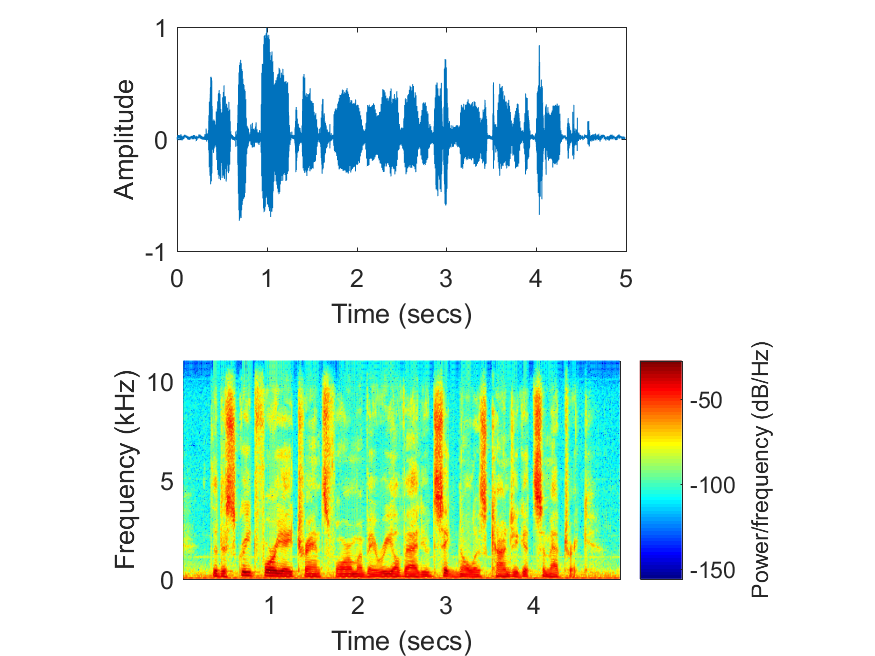 1
0
-1
Amplitude
0 1 2 3 4 5
Time (secs)
10
5
0
Frequency (kHz)
1 2 3 4
Time (secs)
-50
-100
-150
Power/frequency (dB/Hz)